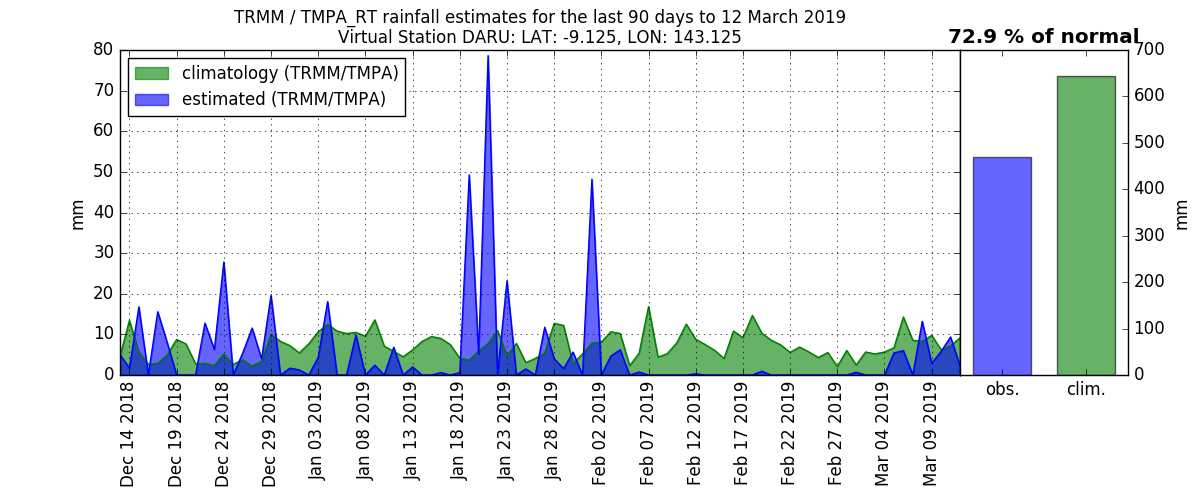 TRMM / TMPA_RT rainfall estimates for the last 90 days to 12 March 2019
Virtual Station DARU: LAT: -9.125, LON: 143.125
72.9 % of normal
climatology (TRMM/TMPA)
estimated (TRMM/TMPA)
mm
80
70
60
50
40
30
20
10
0
Dec 14 2018
Dec 19 2018
Dec 24 2018
Dec 29 2018
Jan 03 2019
Jan 08 2019
Jan 13 2019
Jan 18 2019
Jan 23 2019
Jan 28 2019
Feb 02 2019
Feb 07 2019
Feb 12 2019
Feb 17 2019
Feb 22 2019
Feb 27 2019
Mar 04 2019
Mar 09 2019
obs.
clim.
700
600
500
400
300
200
100
0
mm